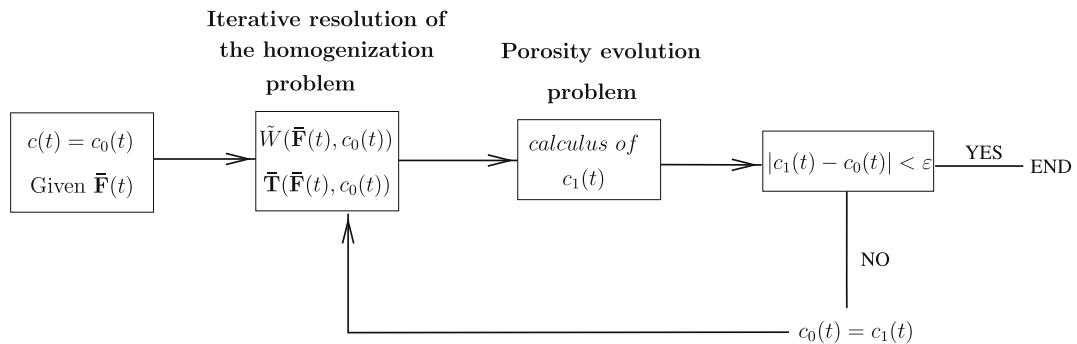 Iterative resolution of
the homogenization
problem
Porosity evolution
problem
c(t) = c₀(t)
Given F̄(t)
W̃(F̄(t), c₀(t))
T̄(F̄(t), c₀(t))
calculus of
c₁(t)
|c₁(t) − c₀(t)| < ε
YES
END
NO
c₀(t) = c₁(t)